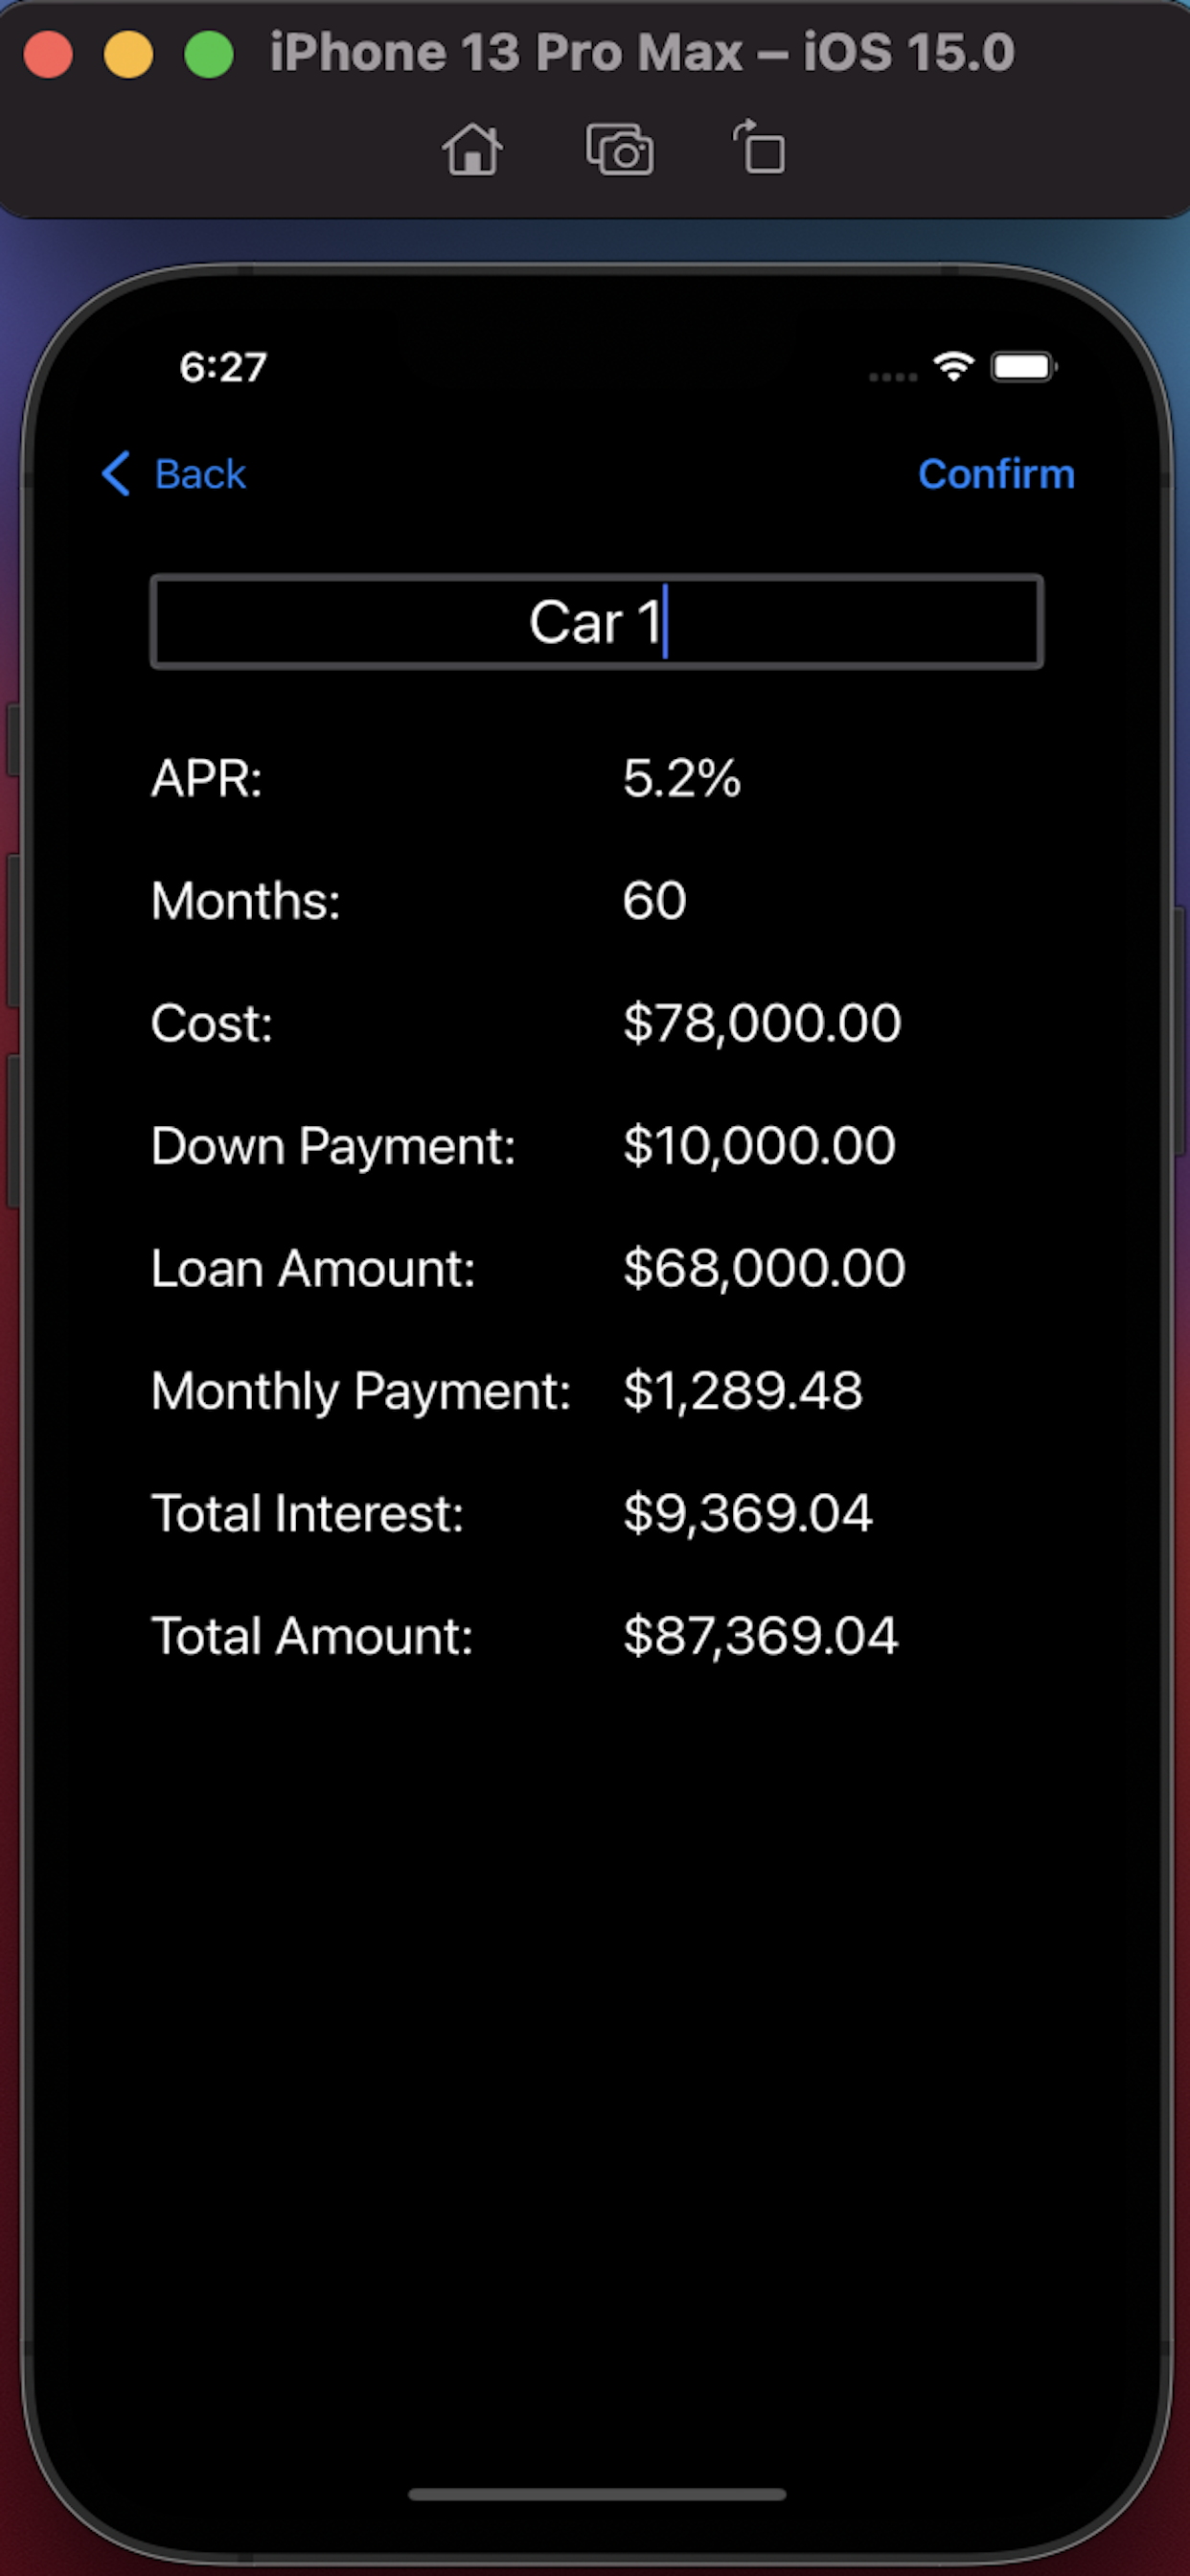 iPhone 13 Pro Max – iOS 15.0
6:27
Back Confirm
Car 1
APR: 5.2%
Months: 60
Cost: $78,000.00
Down Payment: $10,000.00
Loan Amount: $68,000.00
Monthly Payment: $1,289.48
Total Interest: $9,369.04
Total Amount: $87,369.04